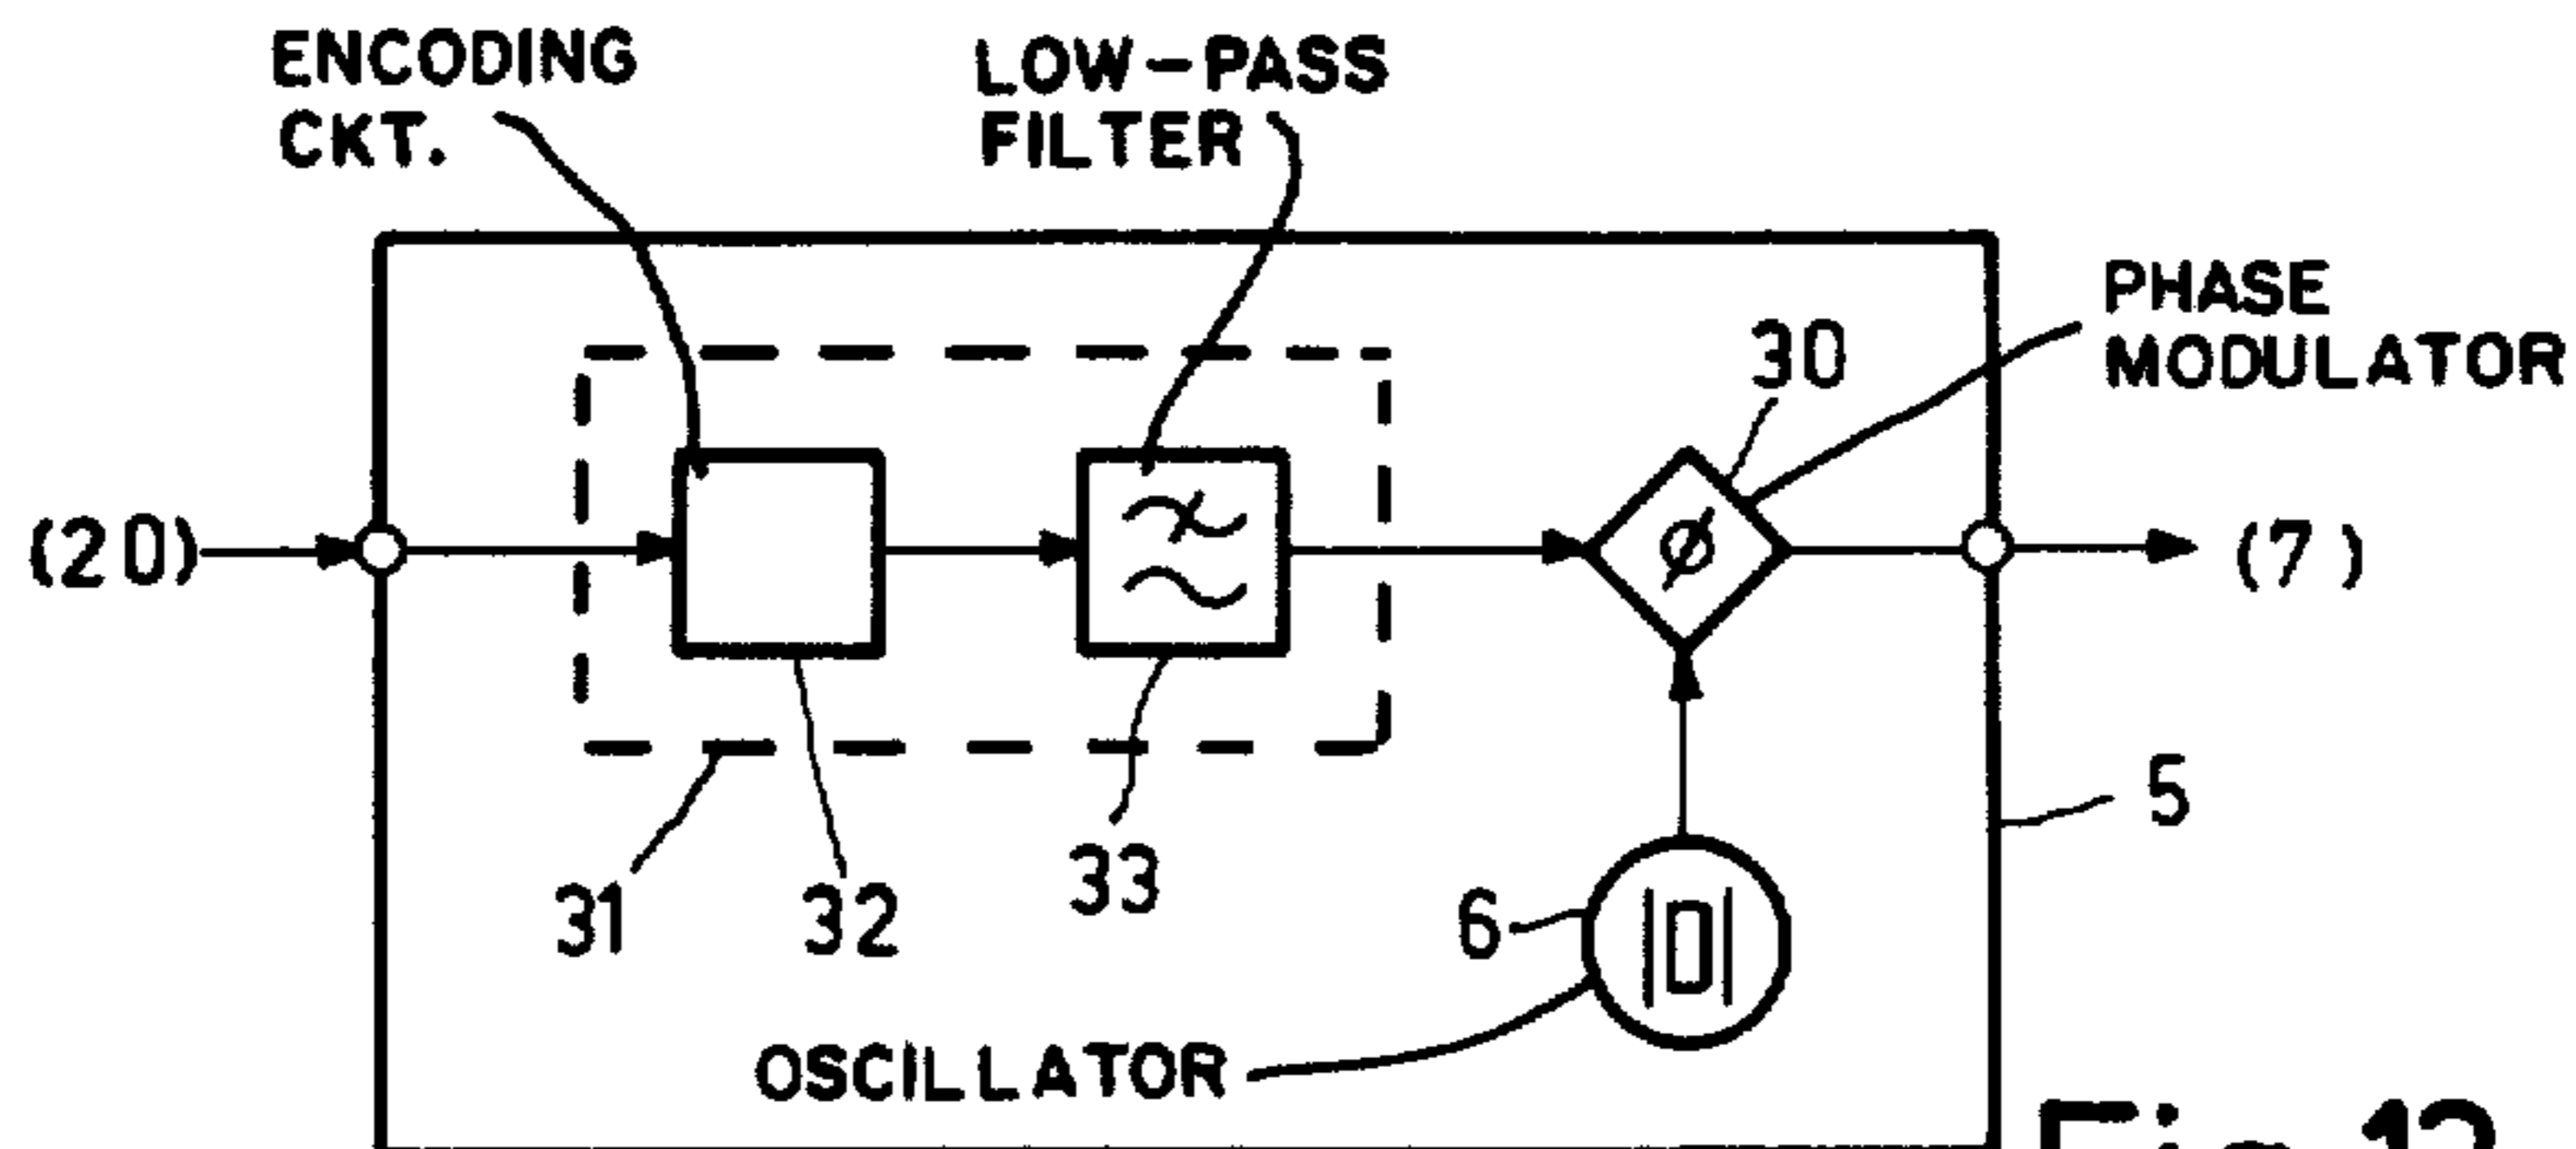 ENCODING
CKT.
LOW-PASS
FILTER
PHASE
MODULATOR
30
(20)
Ø
(7)
5
31
32
33
6
OSCILLATOR